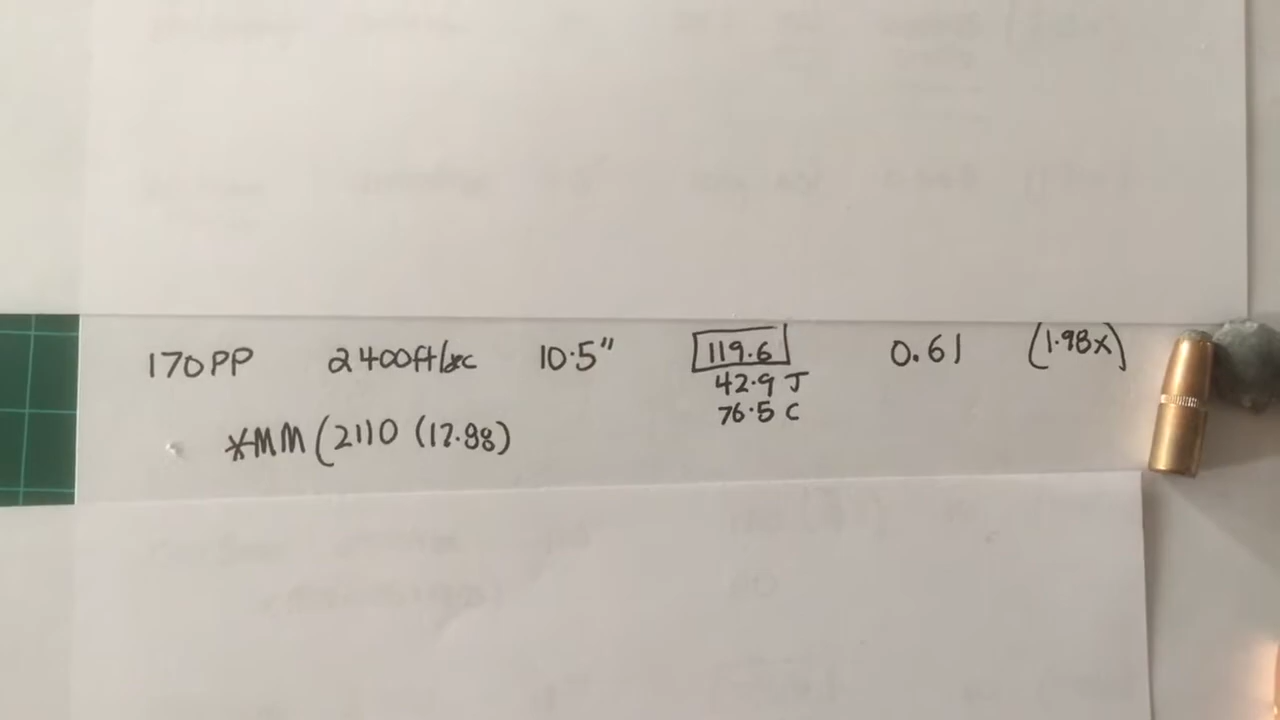 170PP 2400ft/sec 10.5" 119.6 0.61 (1.98x)
42.9 J
76.5 C
*MM (2110 (12.98)